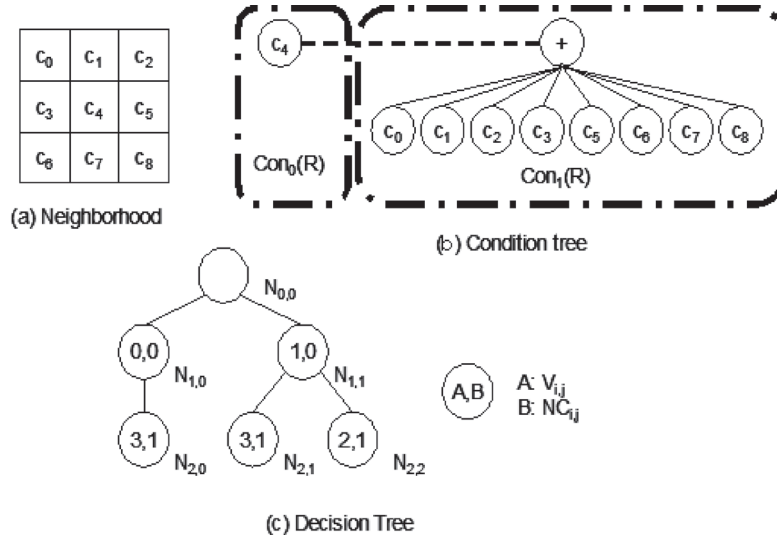 C0 C1 C2
C3 C4 C5
C6 C7 C8
(a) Neighborhood
C4 +
C0 C1 C2 C3 C5 C6 C7 C8
Con0(R)
Con1(R)
(b) Condition tree
N0,0
0,0 1,0
N1,0 N1,1
3,1 3,1 2,1
N2,0 N2,1 N2,2
A,B
A: Vi,j
B: NCi,j
(c) Decision Tree